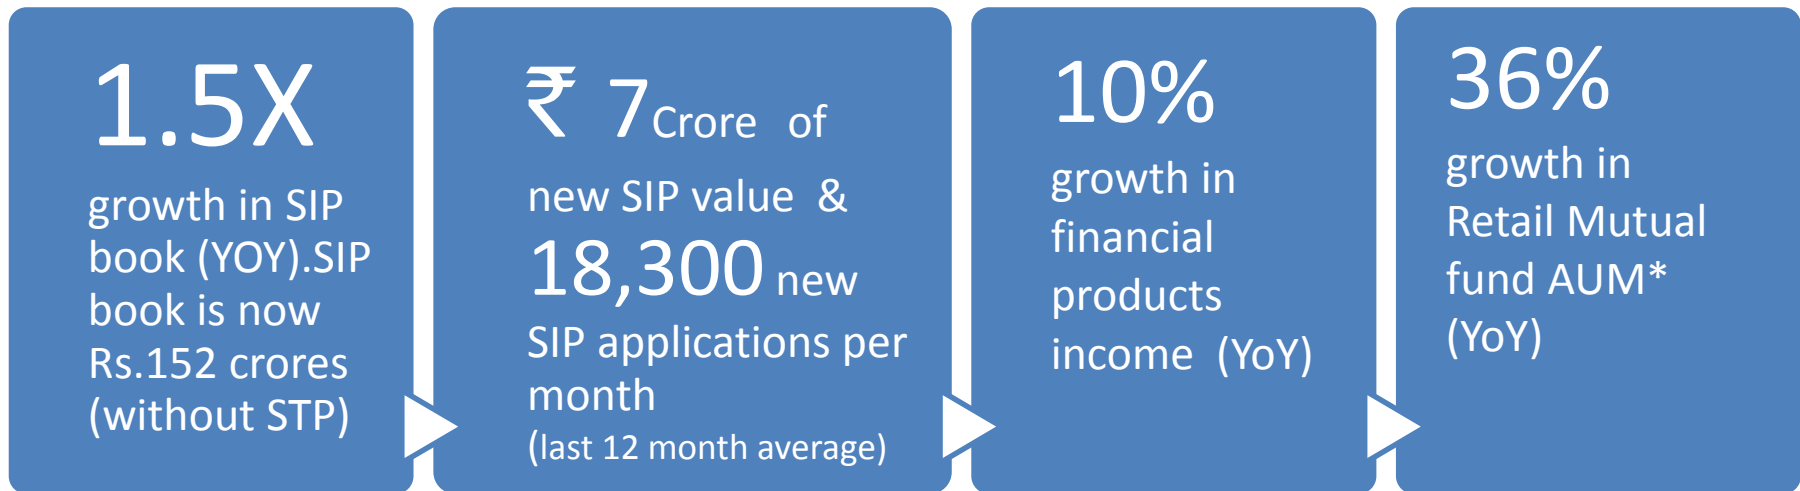 1.5X
growth in SIP
book (YOY).SIP
book is now
Rs.152 crores
(without STP)
₹ 7 Crore of
new SIP value &
18,300 new
SIP applications per
month
(last 12 month average)
10%
growth in
financial
products
income (YoY)
36%
growth in
Retail Mutual
fund AUM*
(YoY)